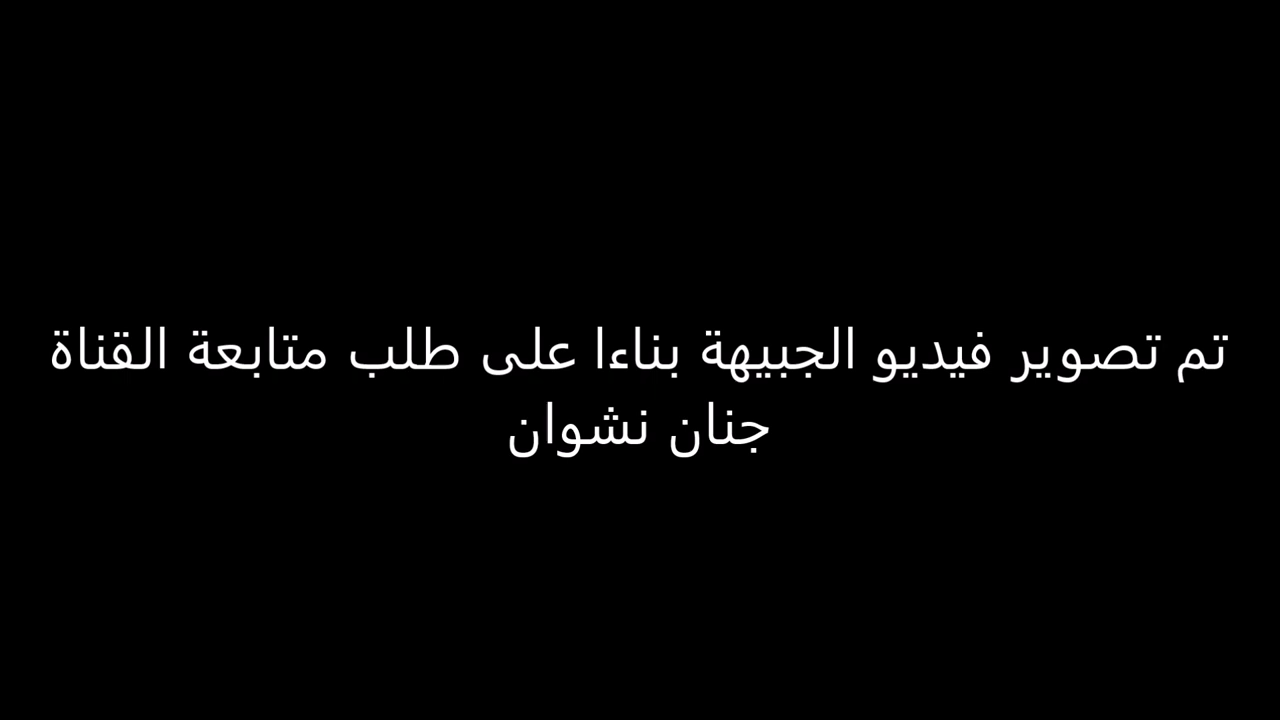 تم تصوير فيديو الجبيهة بناءا على طلب متابعة القناة
جنان نشوان